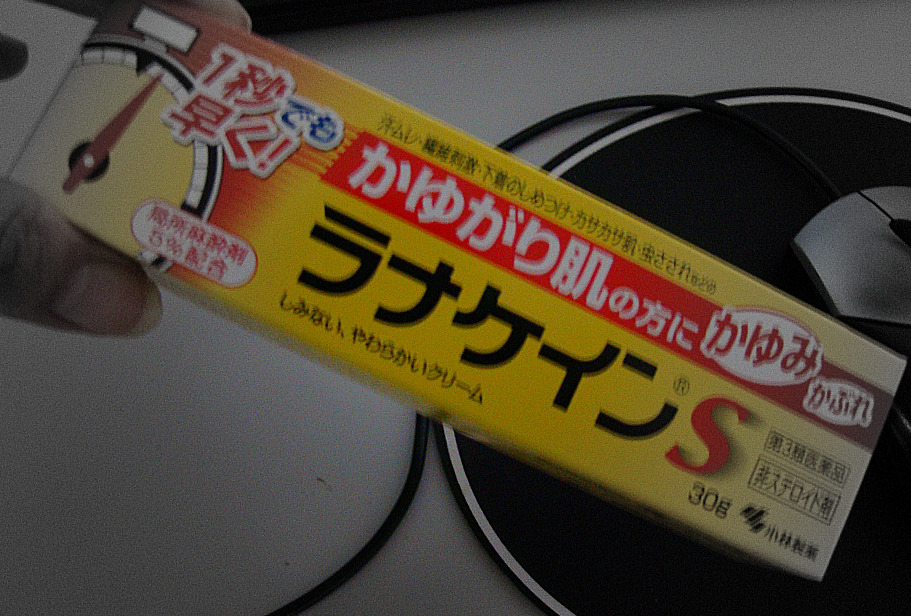 1秒でも
早く!
局所麻酔剤
5%配合
汗ムレ・繊維刺激・下着のしめつけ・カサカサ肌・虫さされなどの
かゆがり肌の方に
かゆみ
かぶれ
ラナケイン®S
しみない、やわらかいクリーム
第3類医薬品
非ステロイド剤
30g
小林製薬